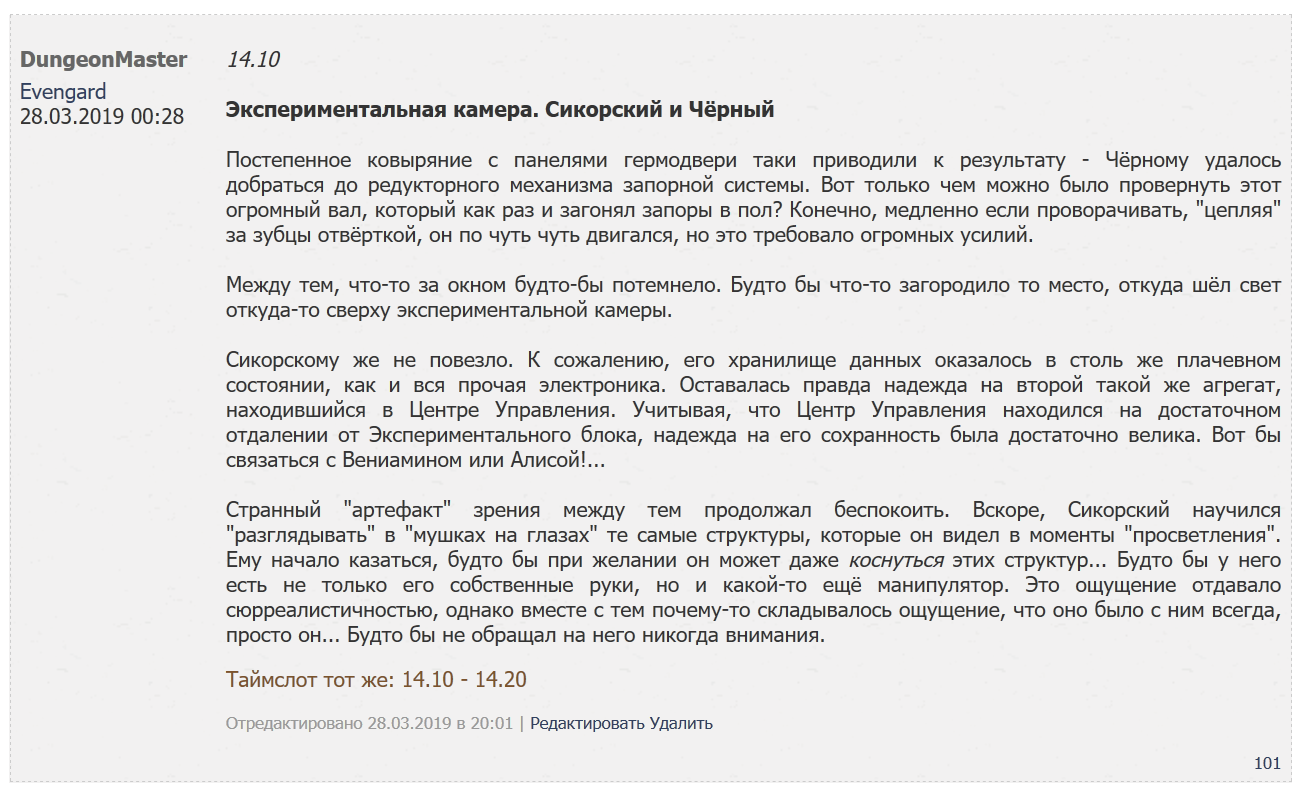 DungeonMaster
Evengard
28.03.2019 00:28
14.10
Экспериментальная камера. Сикорский и Чёрный
Постепенное ковыряние с панелями гермодвери таки приводили к результату - Чёрному удалось
добраться до редукторного механизма запорной системы. Вот только чем можно было провернуть этот
огромный вал, который как раз и загонял запоры в пол? Конечно, медленно если проворачивать, "цепляя"
за зубцы отвёрткой, он по чуть чуть двигался, но это требовало огромных усилий.
Между тем, что-то за окном будто-бы потемнело. Будто бы что-то загородило то место, откуда шёл свет
откуда-то сверху экспериментальной камеры.
Сикорскому же не повезло. К сожалению, его хранилище данных оказалось в столь же плачевном
состоянии, как и вся прочая электроника. Оставалась правда надежда на второй такой же агрегат,
находившийся в Центре Управления. Учитывая, что Центр Управления находился на достаточном
отдалении от Экспериментального блока, надежда на его сохранность была достаточно велика. Вот бы
связаться с Вениамином или Алисой!...
Странный "артефакт" зрения между тем продолжал беспокоить. Вскоре, Сикорский научился
"разглядывать" в "мушках на глазах" те самые структуры, которые он видел в моменты "просветления".
Ему начало казаться, будто бы при желании он может даже коснуться этих структур... Будто бы у него
есть не только его собственные руки, но и какой-то ещё манипулятор. Это ощущение отдавало
сюрреалистичностью, однако вместе с тем почему-то складывалось ощущение, что оно было с ним всегда,
просто он... Будто бы не обращал на него никогда внимания.
Таймслот тот же: 14.10 - 14.20
Отредактировано 28.03.2019 в 20:01 | Редактировать Удалить
101